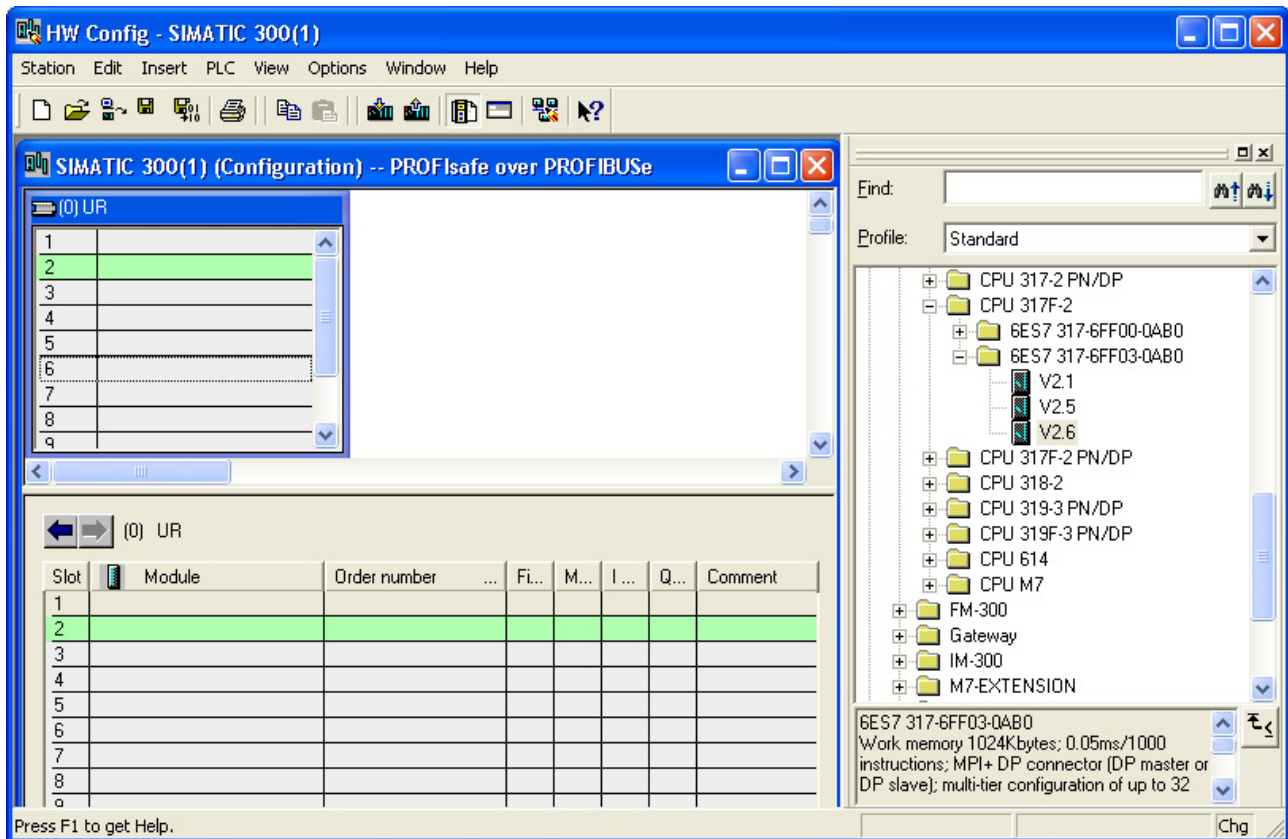 HW Config - SIMATIC 300(1)
Station Edit Insert PLC View Options Window Help
SIMATIC 300(1) (Configuration) -- PROFIsafe over PROFIBUSe
(0) UR
1
2
3
4
5
6
7
8
9
(0) UR
Slot Module Order number ... Fi... M... I ... Q... Comment
1
2
3
4
5
6
7
8
9
Find:
Profile: Standard
CPU 317-2 PN/DP
CPU 317F-2
6ES7 317-6FF00-0AB0
6ES7 317-6FF03-0AB0
V2.1
V2.5
V2.6
CPU 317F-2 PN/DP
CPU 318-2
CPU 319-3 PN/DP
CPU 319F-3 PN/DP
CPU 614
CPU M7
FM-300
Gateway
IM-300
M7-EXTENSION
6ES7 317-6FF03-0AB0
Work memory 1024Kbytes; 0.05ms/1000
instructions; MPI+ DP connector (DP master or
DP slave); multi-tier configuration of up to 32
Press F1 to get Help.
Chg